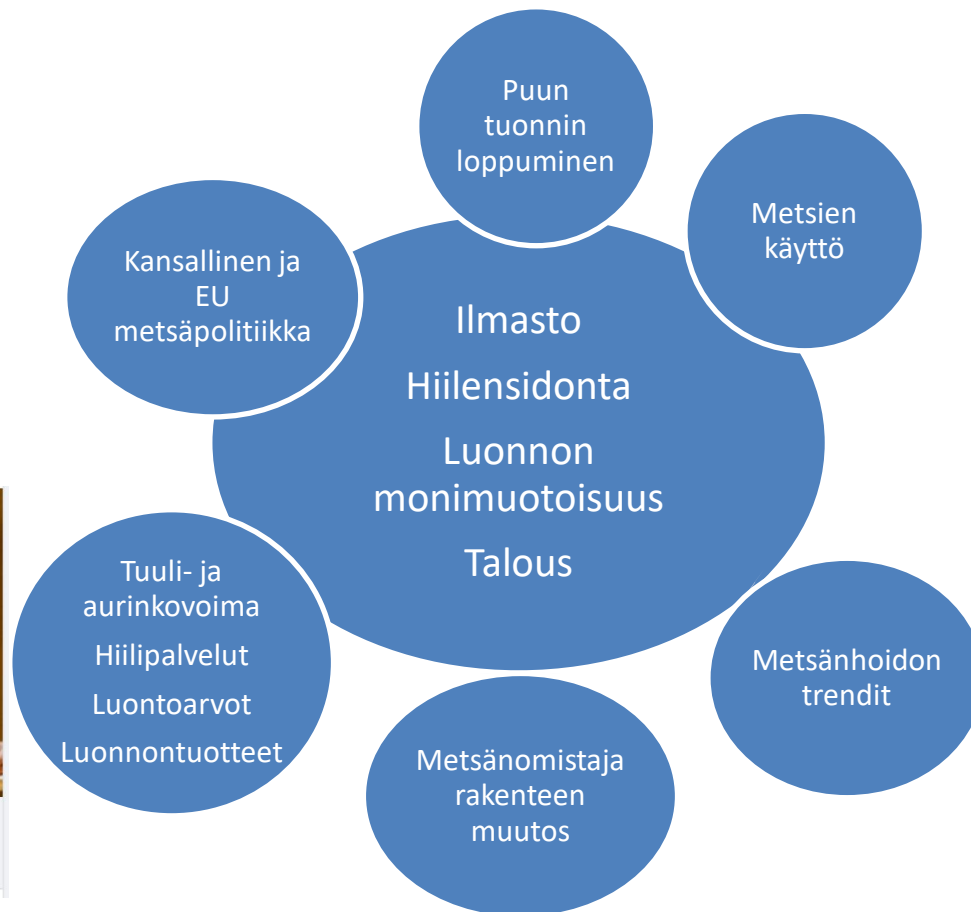 Puun
tuonnin
loppuminen
Metsien
käyttö
Kansallinen ja
EU
metsäpolitiikka
Ilmasto
Hiilensidonta
Luonnon
monimuotoisuus
Talous
Tuuli- ja
aurinkovoima
Hiilipalvelut
Luontoarvot
Luonnontuotteet
Metsänhoidon
trendit
Metsänomistaja
rakenteen
muutos